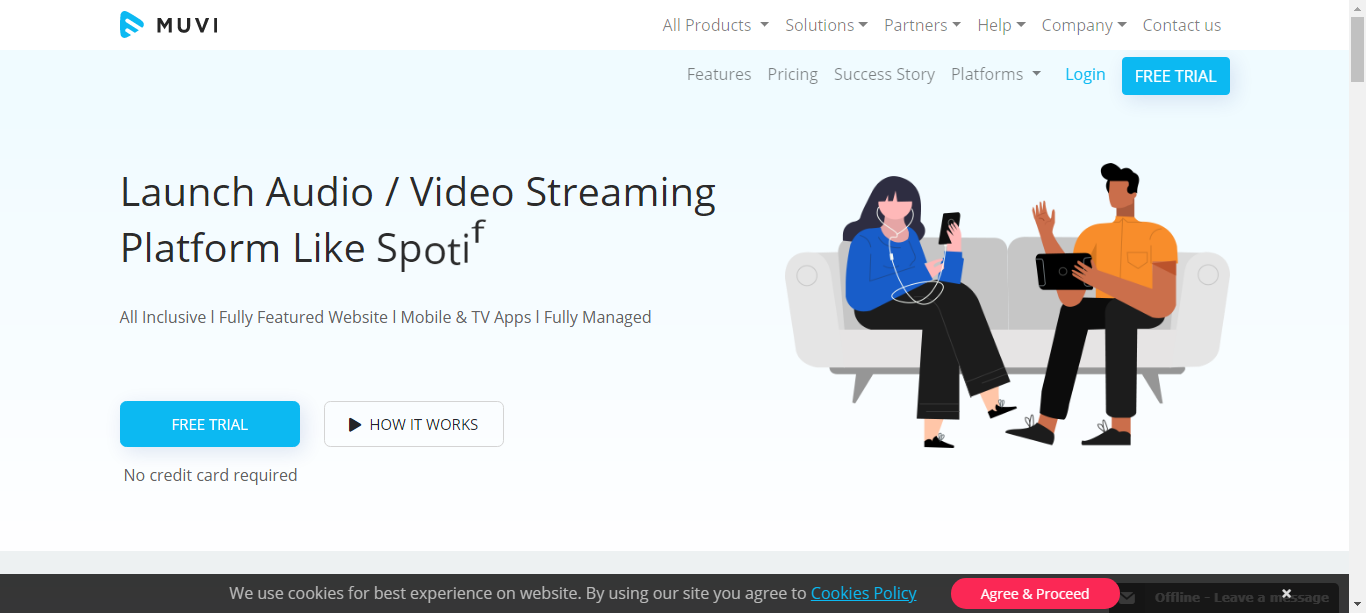 MUVI
All Products Solutions Partners Help Company Contact us
Features Pricing Success Story Platforms Login FREE TRIAL
Launch Audio / Video Streaming
Platform Like Spotif
All Inclusive l Fully Featured Website l Mobile & TV Apps l Fully Managed
FREE TRIAL HOW IT WORKS
No credit card required
We use cookies for best experience on website. By using our site you agree to Cookies Policy Agree & Proceed
Offline - Leave a message